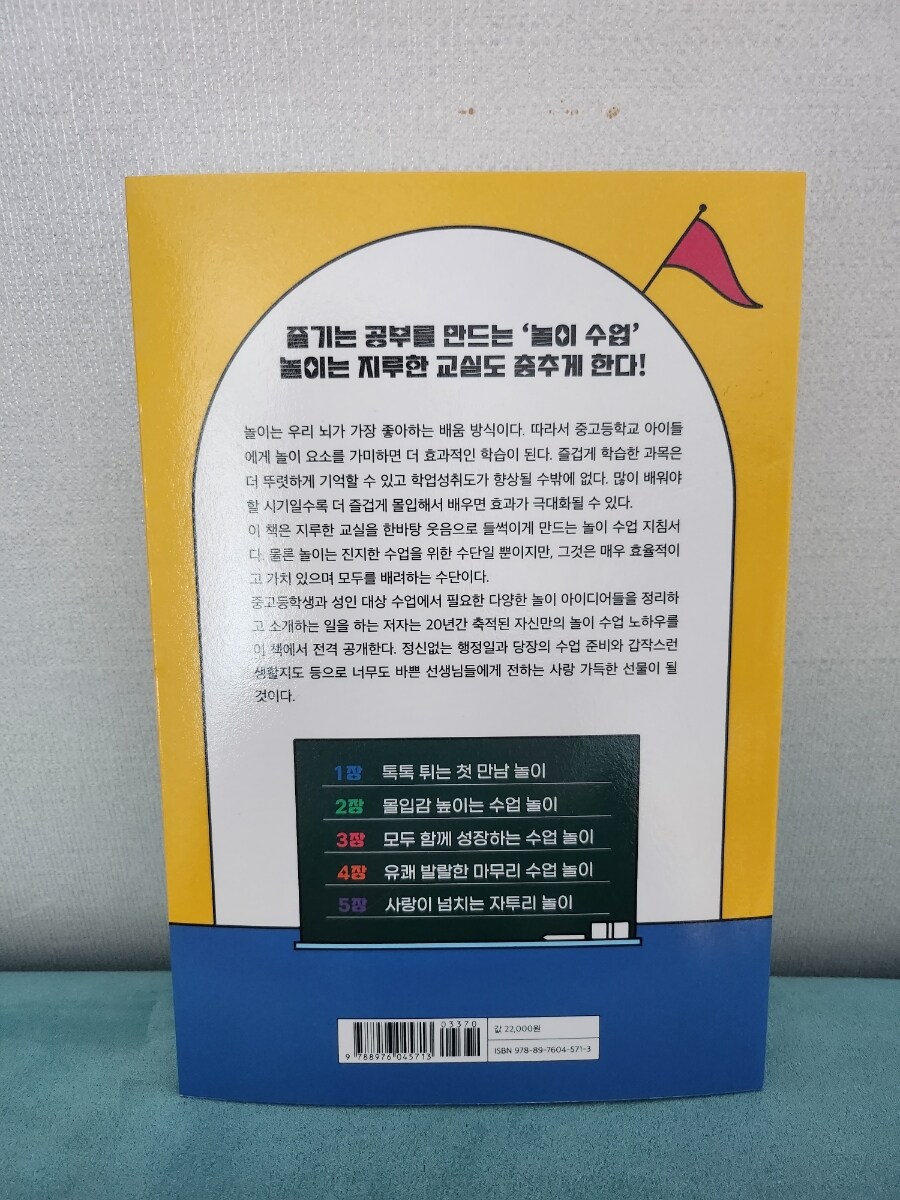 즐기는 공부를 만드는 ‘놀이 수업’
놀이는 지루한 교실도 춤추게 한다!
놀이는 우리 뇌가 가장 좋아하는 배움 방식이다. 따라서 중고등학교 아이들
에게 놀이 요소를 가미하면 더 효과적인 학습이 된다. 즐겁게 학습한 과목은
더 뚜렷하게 기억할 수 있고 학업성취도가 향상될 수밖에 없다. 많이 배워야
할 시기일수록 더 즐겁게 몰입해서 배우면 효과가 극대화될 수 있다.
이 책은 지루한 교실을 한바탕 웃음으로 들썩이게 만드는 놀이 수업 지침서
다. 물론 놀이는 진지한 수업을 위한 수단일 뿐이지만, 그것은 매우 효율적이
고 가치 있으며 모두를 배려하는 수단이다.
중고등학생과 성인 대상 수업에서 필요한 다양한 놀이 아이디어들을 정리하
고 소개하는 일을 하는 저자는 20년간 축적된 자신만의 놀이 수업 노하우를
이 책에서 전격 공개한다. 정신없는 행정일과 당장의 수업 준비와 갑작스런
생활지도 등으로 너무도 바쁜 선생님들에게 전하는 사랑 가득한 선물이 될
것이다.
1장 톡톡 튀는 첫 만남 놀이
2장 몰입감 높이는 수업 놀이
3장 모두 함께 성장하는 수업 놀이
4장 유쾌 발랄한 마무리 수업 놀이
5장 사랑이 넘치는 자투리 놀이
03370
9 788976 045713
값 22,000원
ISBN 978-89-7604-571-3